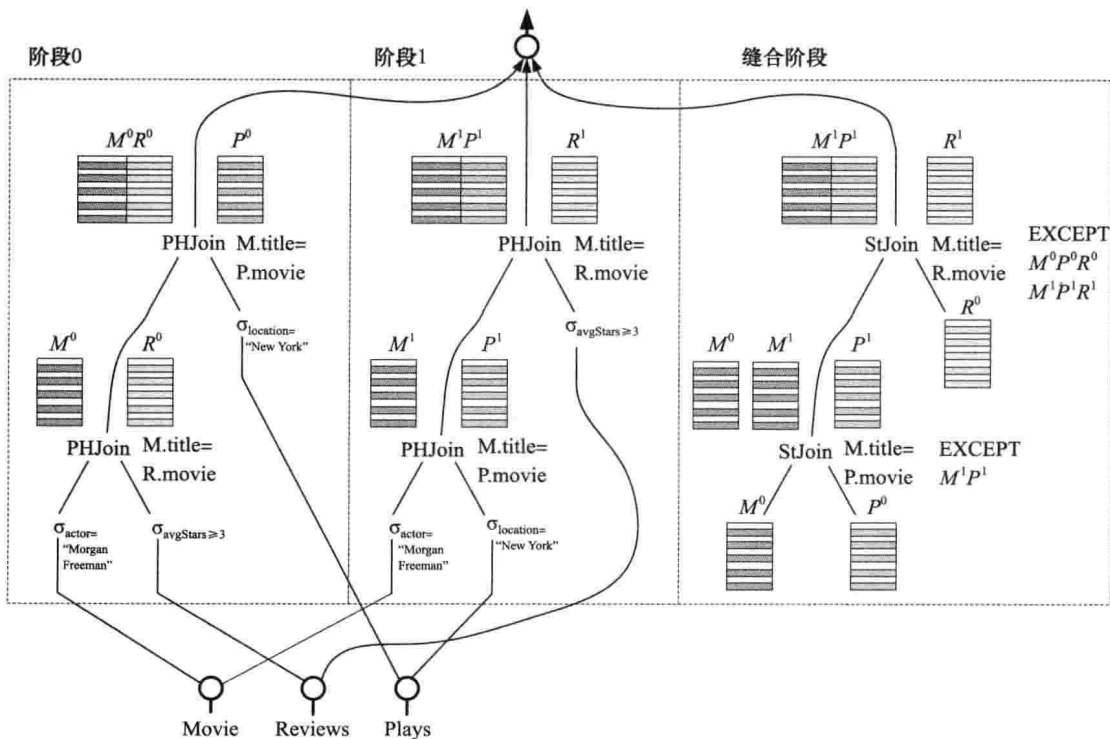 阶段0
阶段1
缝合阶段
M⁰R⁰
P⁰
M¹P¹
R¹
M¹P¹
R¹
PHJoin M.title=
P.movie
PHJoin M.title=
R.movie
StJoin M.title=
R.movie
EXCEPT
M⁰P⁰R⁰
M¹P¹R¹
σlocation=
“New York”
σavgStars≥3
R⁰
M⁰
R⁰
M¹
P¹
M⁰
M¹
P¹
PHJoin M.title=
R.movie
PHJoin M.title=
P.movie
StJoin M.title=
P.movie
EXCEPT
M¹P¹
σactor=
“Morgan
Freeman”
σavgStars≥3
σactor=
“Morgan
Freeman”
σlocation=
“New York”
M⁰
P⁰
Movie
Reviews
Plays